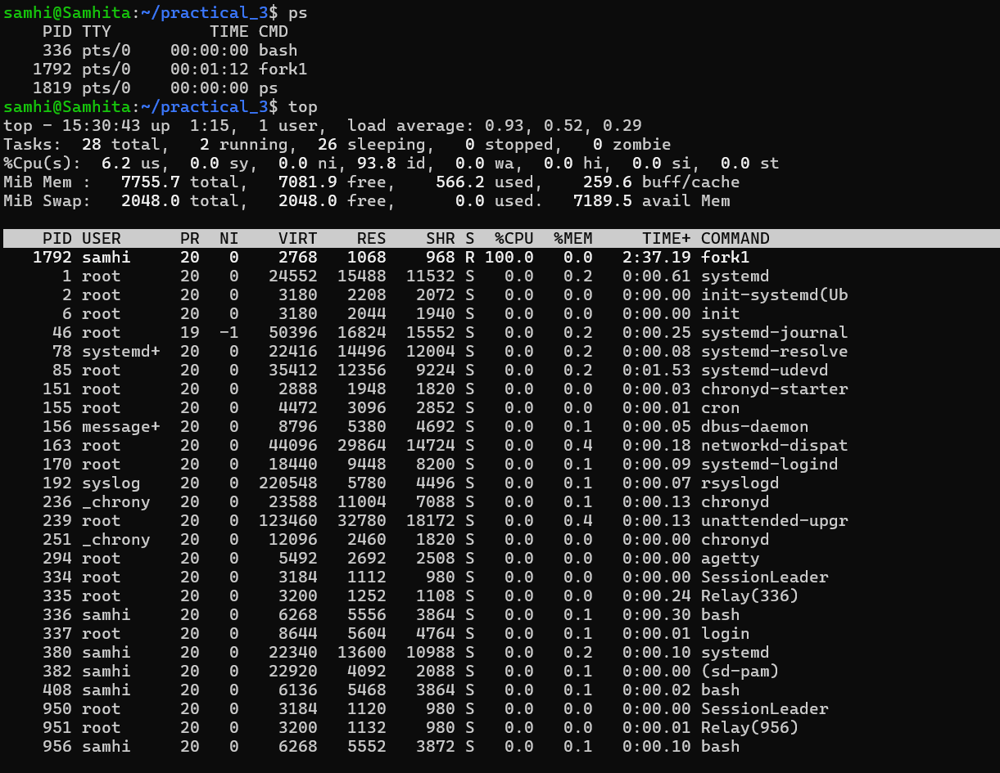 samhi@Samhita:~/practical_3$ ps
    PID TTY          TIME CMD
    336 pts/0    00:00:00 bash
   1792 pts/0    00:01:12 fork1
   1819 pts/0    00:00:00 ps
samhi@Samhita:~/practical_3$ top
top - 15:30:43 up  1:15,  1 user,  load average: 0.93, 0.52, 0.29
Tasks:  28 total,   2 running,  26 sleeping,   0 stopped,   0 zombie
%Cpu(s):  6.2 us,  0.0 sy,  0.0 ni, 93.8 id,  0.0 wa,  0.0 hi,  0.0 si,  0.0 st
MiB Mem :   7755.7 total,   7081.9 free,    566.2 used,    259.6 buff/cache
MiB Swap:   2048.0 total,   2048.0 free,      0.0 used.   7189.5 avail Mem

    PID USER      PR  NI    VIRT    RES    SHR S  %CPU  %MEM     TIME+ COMMAND
   1792 samhi     20   0    2768   1068    968 R 100.0   0.0   2:37.19 fork1
      1 root      20   0   24552  15488  11532 S   0.0   0.2   0:00.61 systemd
      2 root      20   0    3180   2208   2072 S   0.0   0.0   0:00.00 init-systemd(Ub
      6 root      20   0    3180   2044   1940 S   0.0   0.0   0:00.00 init
     46 root      19  -1   50396  16824  15552 S   0.0   0.2   0:00.25 systemd-journal
     78 systemd+  20   0   22416  14496  12004 S   0.0   0.2   0:00.08 systemd-resolve
     85 root      20   0   35412  12356   9224 S   0.0   0.2   0:01.53 systemd-udevd
    151 root      20   0    2888   1948   1820 S   0.0   0.0   0:00.03 chronyd-starter
    155 root      20   0    4472   3096   2852 S   0.0   0.0   0:00.01 cron
    156 message+  20   0    8796   5380   4692 S   0.0   0.1   0:00.05 dbus-daemon
    163 root      20   0   44096  29864  14724 S   0.0   0.4   0:00.18 networkd-dispat
    170 root      20   0   18440   9448   8200 S   0.0   0.1   0:00.09 systemd-logind
    192 syslog    20   0  220548   5780   4496 S   0.0   0.1   0:00.07 rsyslogd
    236 _chrony   20   0   23588  11004   7088 S   0.0   0.1   0:00.13 chronyd
    239 root      20   0  123460  32780  18172 S   0.0   0.4   0:00.13 unattended-upgr
    251 _chrony   20   0   12096   2460   1820 S   0.0   0.0   0:00.00 chronyd
    294 root      20   0    5492   2692   2508 S   0.0   0.0   0:00.00 agetty
    334 root      20   0    3184   1112    980 S   0.0   0.0   0:00.00 SessionLeader
    335 root      20   0    3200   1252   1108 S   0.0   0.0   0:00.24 Relay(336)
    336 samhi     20   0    6268   5556   3864 S   0.0   0.1   0:00.30 bash
    337 root      20   0    8644   5604   4764 S   0.0   0.1   0:00.01 login
    380 samhi     20   0   22340  13600  10988 S   0.0   0.2   0:00.10 systemd
    382 samhi     20   0   22920   4092   2088 S   0.0   0.1   0:00.00 (sd-pam)
    408 samhi     20   0    6136   5468   3864 S   0.0   0.1   0:00.02 bash
    950 root      20   0    3184   1120    980 S   0.0   0.0   0:00.00 SessionLeader
    951 root      20   0    3200   1132    980 S   0.0   0.0   0:00.01 Relay(956)
    956 samhi     20   0    6268   5552   3872 S   0.0   0.1   0:00.10 bash